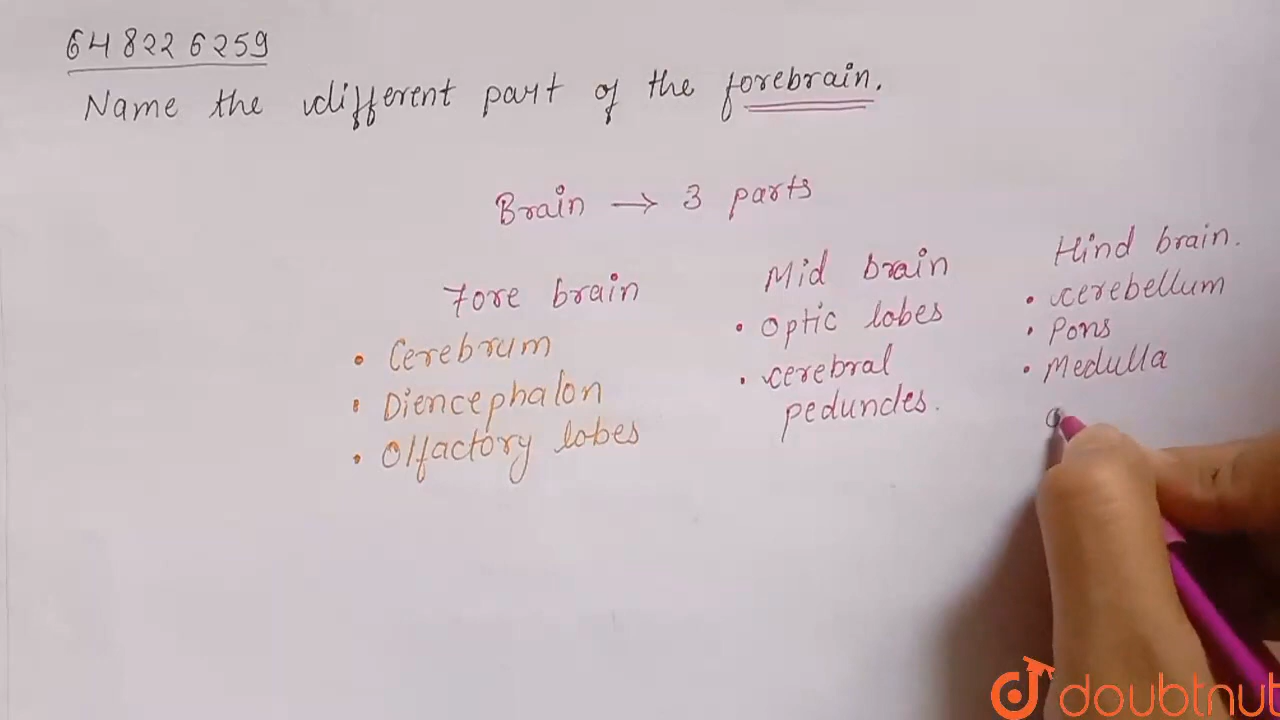 648226259
Name the different part of the forebrain.
Brain → 3 parts
Fore brain
• Cerebrum
• Diencephalon
• Olfactory lobes
Mid brain
• Optic lobes
• cerebral
peduncles.
Hind brain.
• cerebellum
• Pons
• Medulla
doubtnut